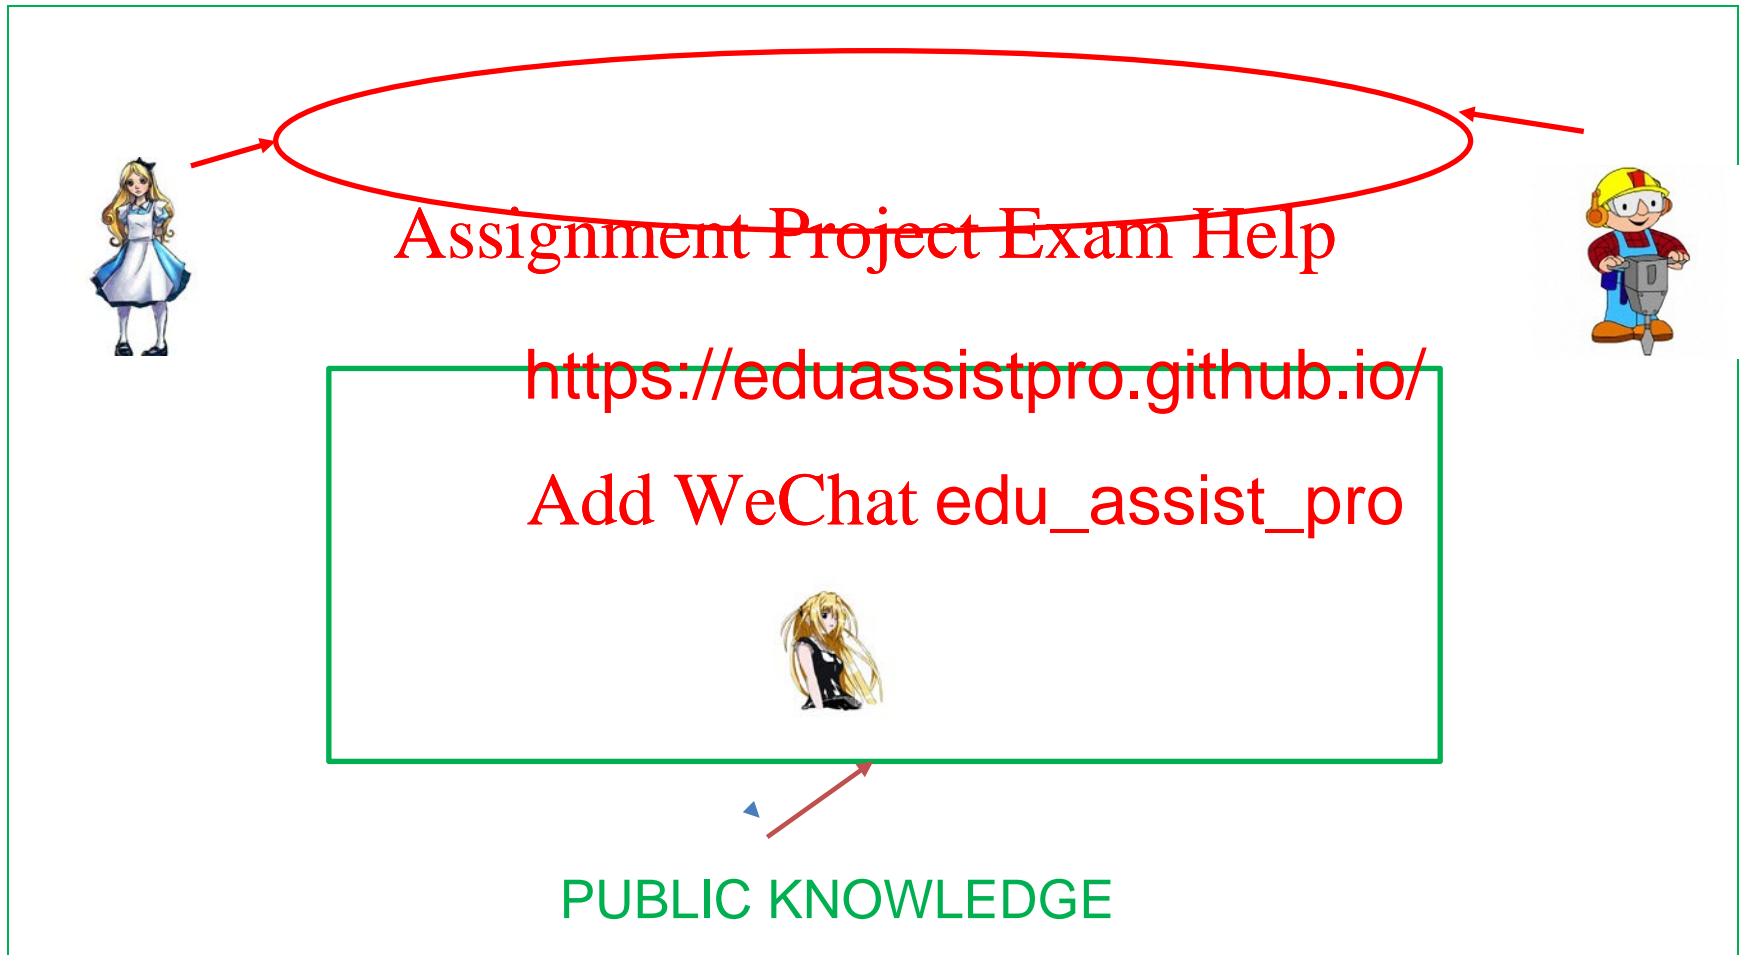 Assignment Project Exam Help
https://eduassistpro.github.io/
Add WeChat edu_assist_pro
PUBLIC KNOWLEDGE